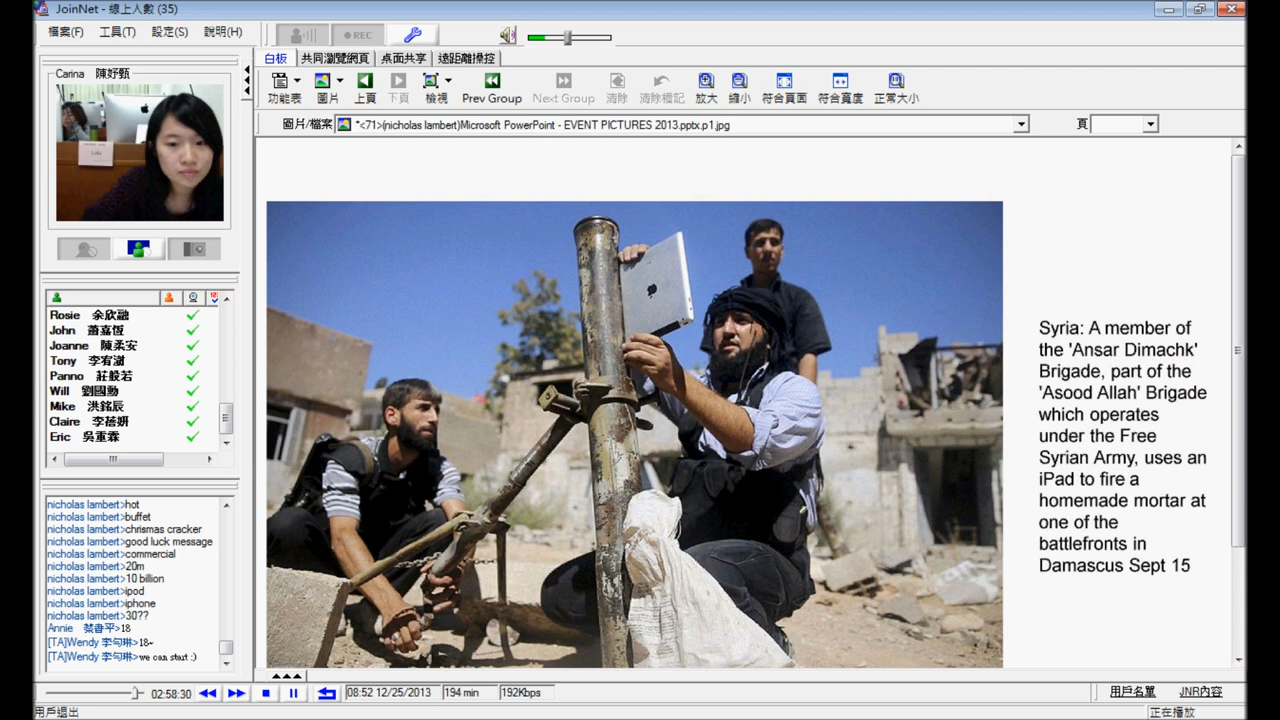 JoinNet - 線上人數 (35)
檔案(F) 工具(T) 設定(S) 說明(H)
REC
白板 共同瀏覽網頁 桌面共享 遠距離操控
功能表 圖片 上頁 下頁 檢視 Prev Group Next Group 清除 清除標記 放大 縮小 符合頁面 符合寬度 正常大小
圖片/檔案 *<71>(nicholas lambert)Microsoft PowerPoint - EVENT PICTURES 2013.pptx.p1.jpg 頁
Carina 陳妤甄
Rosie 余欣融
John 蕭嘉恆
Joanne 陳柔安
Tony 李宥澍
Panno 莊般若
Will 劉國勳
Mike 洪銘辰
Claire 李蓓妍
Eric 吳重霖
nicholas lambert>hot
nicholas lambert>buffet
nicholas lambert>chrismas cracker
nicholas lambert>good luck message
nicholas lambert>commercial
nicholas lambert>20m
nicholas lambert>10 billion
nicholas lambert>ipod
nicholas lambert>iphone
nicholas lambert>30??
Annie 蔡書平>18
[TA]Wendy 李勻琳>18~
[TA]Wendy 李勻琳>we can start :)
Syria: A member of
the 'Ansar Dimachk'
Brigade, part of the
'Asood Allah' Brigade
which operates
under the Free
Syrian Army, uses an
iPad to fire a
homemade mortar at
one of the
battlefronts in
Damascus Sept 15
02:58:30 08:52 12/25/2013 194 min 192Kbps 用戶名單 JNR內容
用戶退出 正在播放